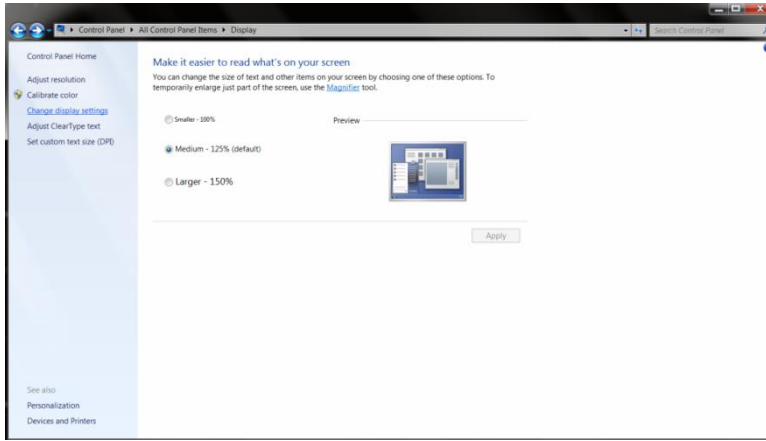 Control Panel ▸ All Control Panel Items ▸ Display
Search Control Panel
Control Panel Home
Adjust resolution
Calibrate color
Change display settings
Adjust ClearType text
Set custom text size (DPI)
Make it easier to read what's on your screen
You can change the size of text and other items on your screen by choosing one of these options. To
temporarily enlarge just part of the screen, use the Magnifier tool.
Smaller - 100%
Preview
Medium - 125% (default)
Larger - 150%
Apply
See also
Personalization
Devices and Printers